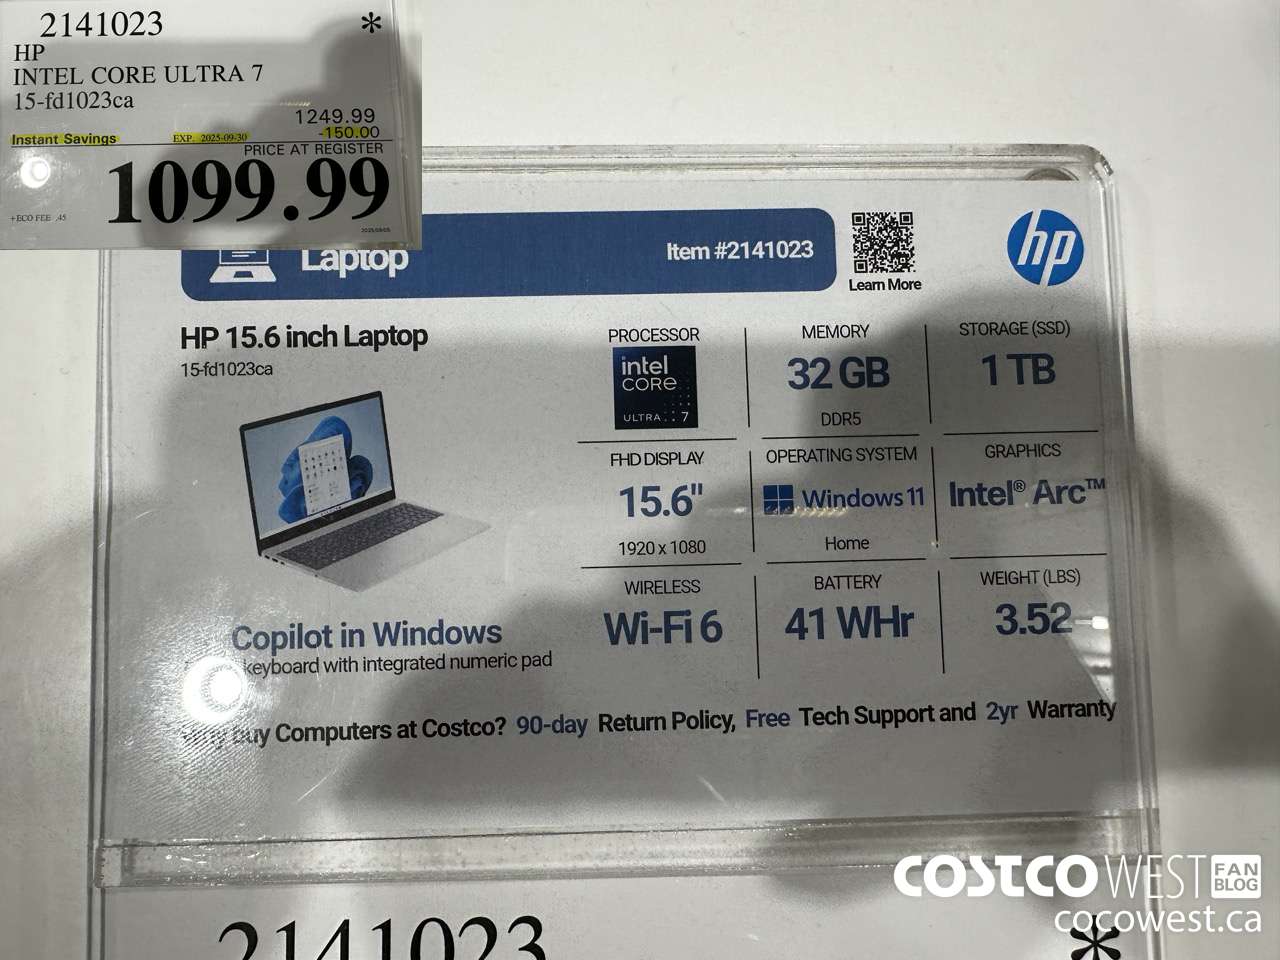 2141023 *
HP
INTEL CORE ULTRA 7
15-fd1023ca
1249.99
Instant Savings EXP. 2025-09-30 -150.00
PRICE AT REGISTER
1099.99
+ECO FEE .45
Laptop
Item #2141023
Learn More
hp
HP 15.6 inch Laptop
15-fd1023ca
PROCESSOR
intel
CORE
ULTRA 7
MEMORY
32 GB
DDR5
STORAGE (SSD)
1 TB
FHD DISPLAY
15.6"
1920 x 1080
OPERATING SYSTEM
Windows 11
Home
GRAPHICS
Intel® Arc™
WIRELESS
Wi-Fi 6
BATTERY
41 WHr
WEIGHT (LBS)
3.52
Copilot in Windows
keyboard with integrated numeric pad
buy Computers at Costco? 90-day Return Policy, Free Tech Support and 2yr Warranty
COSTCO WEST FAN BLOG
cocowest.ca
2141023 *